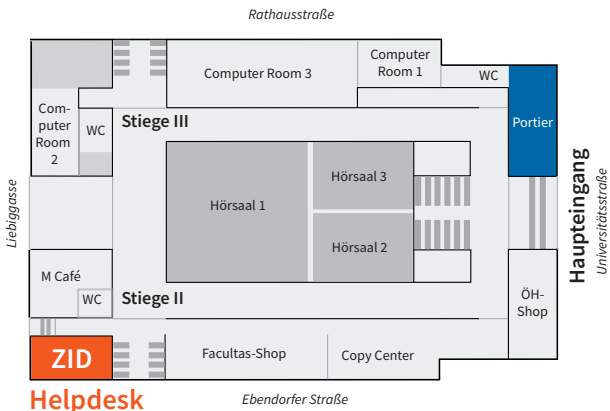 Rathausstraße
Computer Room 3
Computer
Room 1
WC
Com-
puter
Room
2
WC
Stiege III
Portier
Hörsaal 1
Hörsaal 3
Hörsaal 2
Liebiggasse
Haupteingang
Universitätsstraße
M Café
WC
Stiege II
ÖH-
Shop
ZID
Facultas-Shop
Copy Center
Helpdesk
Ebendorfer Straße